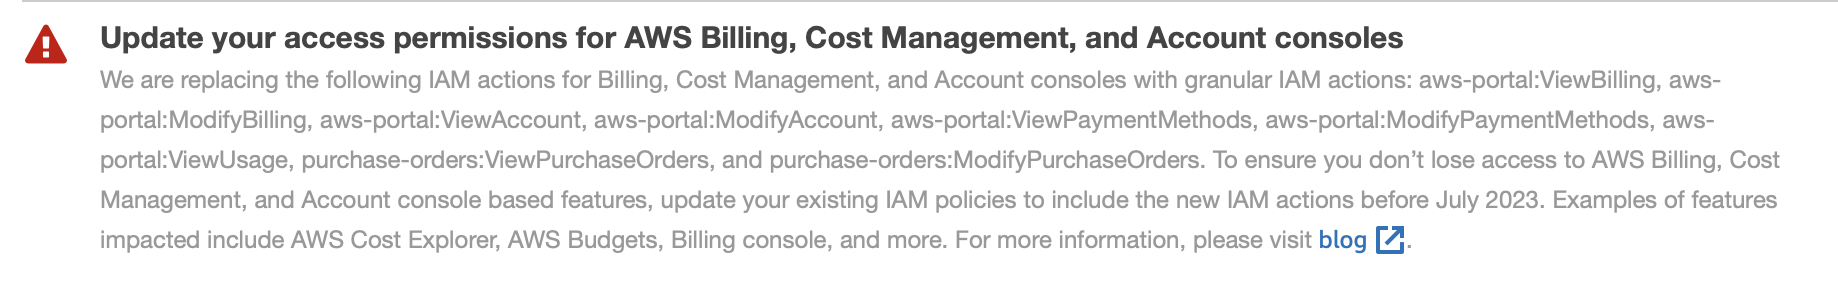 Update your access permissions for AWS Billing, Cost Management, and Account consoles
We are replacing the following IAM actions for Billing, Cost Management, and Account consoles with granular IAM actions: aws-portal:ViewBilling, aws-
portal:ModifyBilling, aws-portal:ViewAccount, aws-portal:ModifyAccount, aws-portal:ViewPaymentMethods, aws-portal:ModifyPaymentMethods, aws-
portal:ViewUsage, purchase-orders:ViewPurchaseOrders, and purchase-orders:ModifyPurchaseOrders. To ensure you don’t lose access to AWS Billing, Cost
Management, and Account console based features, update your existing IAM policies to include the new IAM actions before July 2023. Examples of features
impacted include AWS Cost Explorer, AWS Budgets, Billing console, and more. For more information, please visit blog.